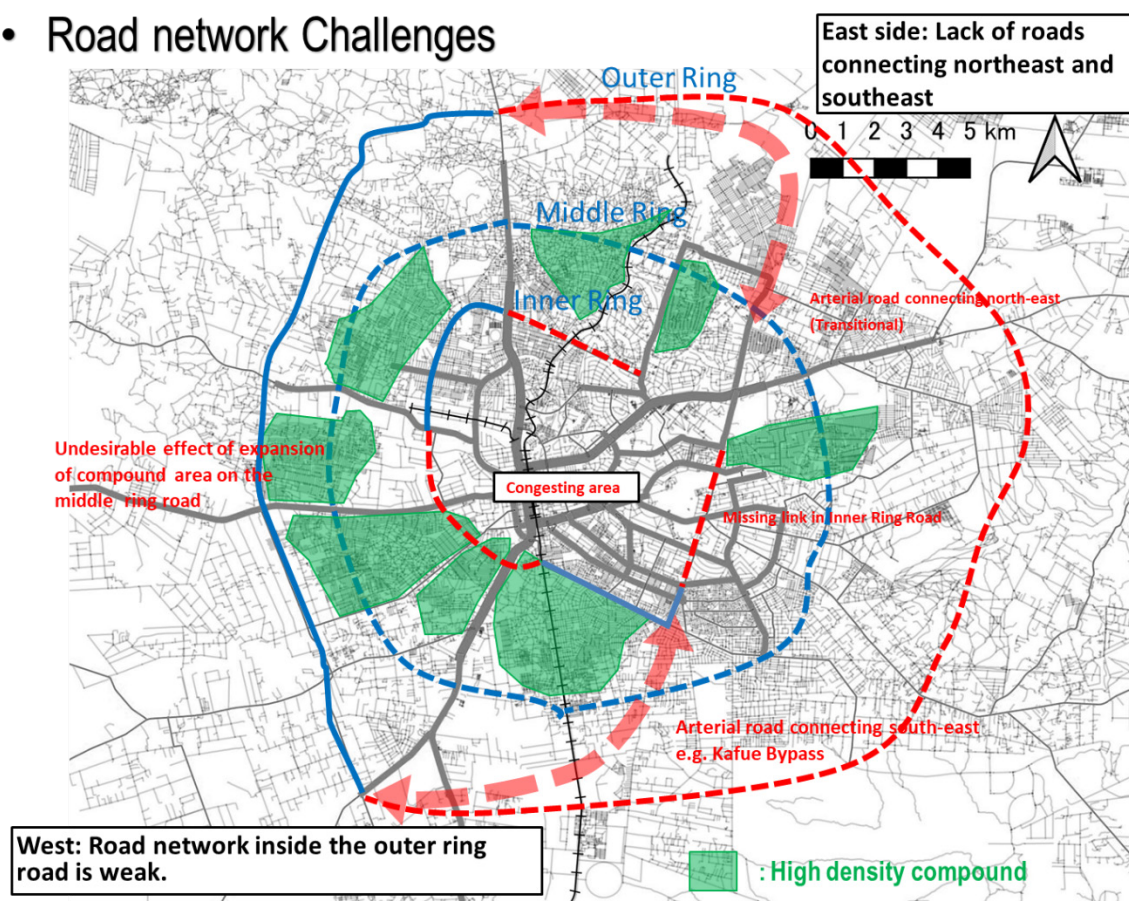 • Road network Challenges
East side: Lack of roads
connecting northeast and
southeast
Outer Ring
0 1 2 3 4 5 km
Middle Ring
Inner Ring
Arterial road connecting north-east
(Transitional)
Undesirable effect of expansion
of compound area on the
middle ring road
Congesting area
Missing link in Inner Ring Road
Arterial road connecting south-east
e.g. Kafue Bypass
West: Road network inside the outer ring
road is weak.
: High density compound